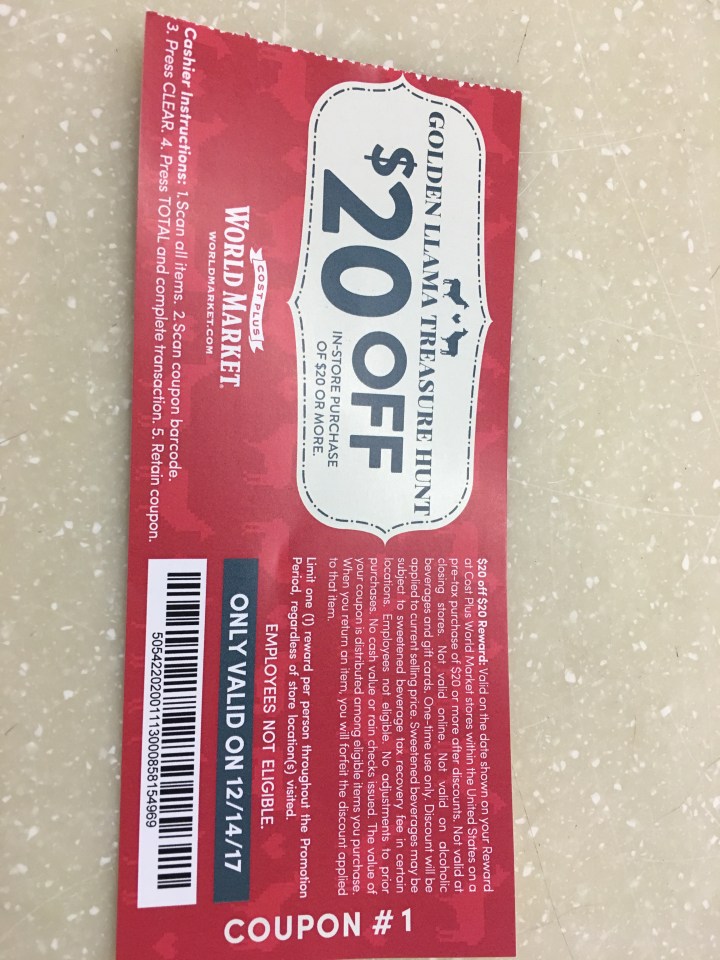 GOLDEN LLAMA TREASURE HUNT
$20 OFF
IN-STORE PURCHASE
OF $20 OR MORE.
COST PLUS
WORLD MARKET
WORLDMARKET.COM
Cashier Instructions: 1. Scan all items. 2. Scan coupon barcode.
3. Press CLEAR. 4. Press TOTAL and complete transaction. 5. Retain coupon.
$20 off $20 Reward: Valid on the date shown on your Reward
at Cost Plus World Market stores within the United States on a
pre-tax purchase of $20 or more after discounts. Not valid at
closing stores. Not valid online. Not valid on alcoholic
beverages and gift cards. One-time use only. Discount will be
applied to current selling price. Sweetened beverages may be
subject to sweetened beverage tax recovery fee in certain
locations. Employees not eligible. No adjustments to prior
purchases. No cash value or rain checks issued. The value of
your coupon is distributed among eligible items you purchase.
When you return an item, you will forfeit the discount applied
to that item.
Limit one (1) reward per person throughout the Promotion
Period, regardless of store location(s) visited.
EMPLOYEES NOT ELIGIBLE.
ONLY VALID ON 12/14/17
50542202001113000858154969
COUPON #1